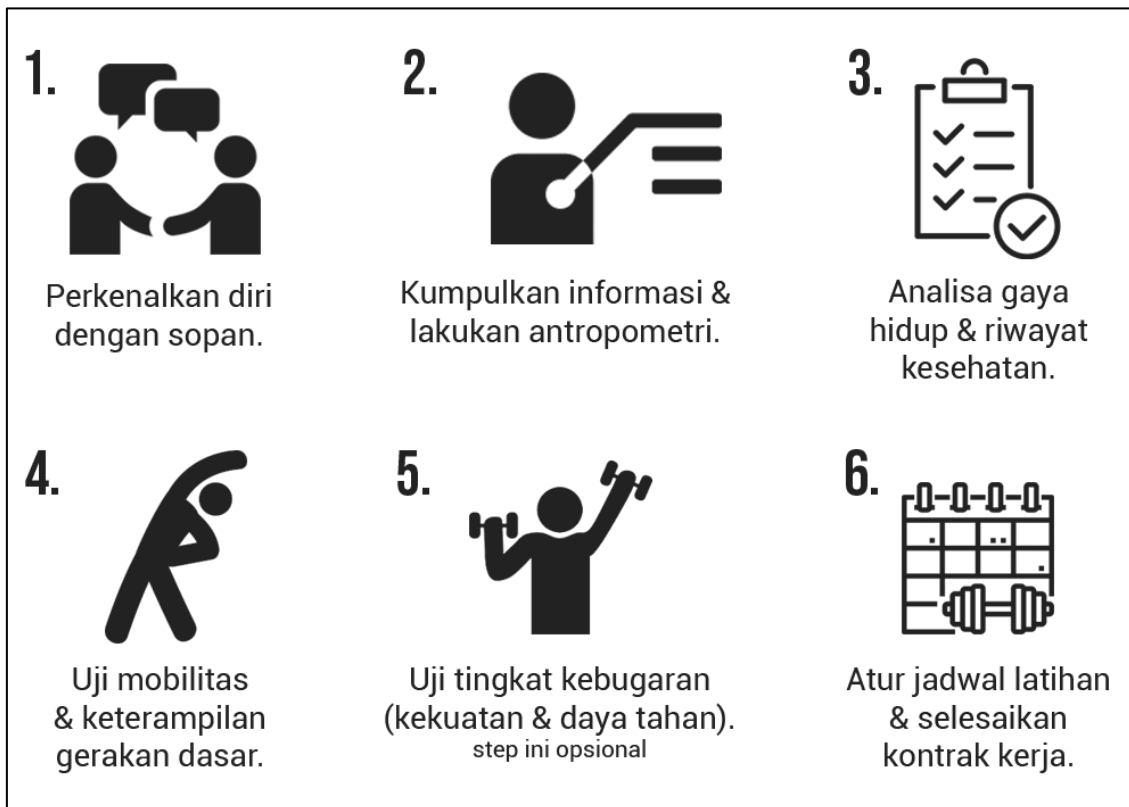 1.
Perkenalkan diri
dengan sopan.
2.
Kumpulkan informasi &
lakukan antropometri.
3.
Analisa gaya
hidup & riwayat
kesehatan.
4.
Uji mobilitas
& keterampilan
gerakan dasar.
5.
Uji tingkat kebugaran
(kekuatan & daya tahan).
step ini opsional
6.
Atur jadwal latihan
& selesaikan
kontrak kerja.